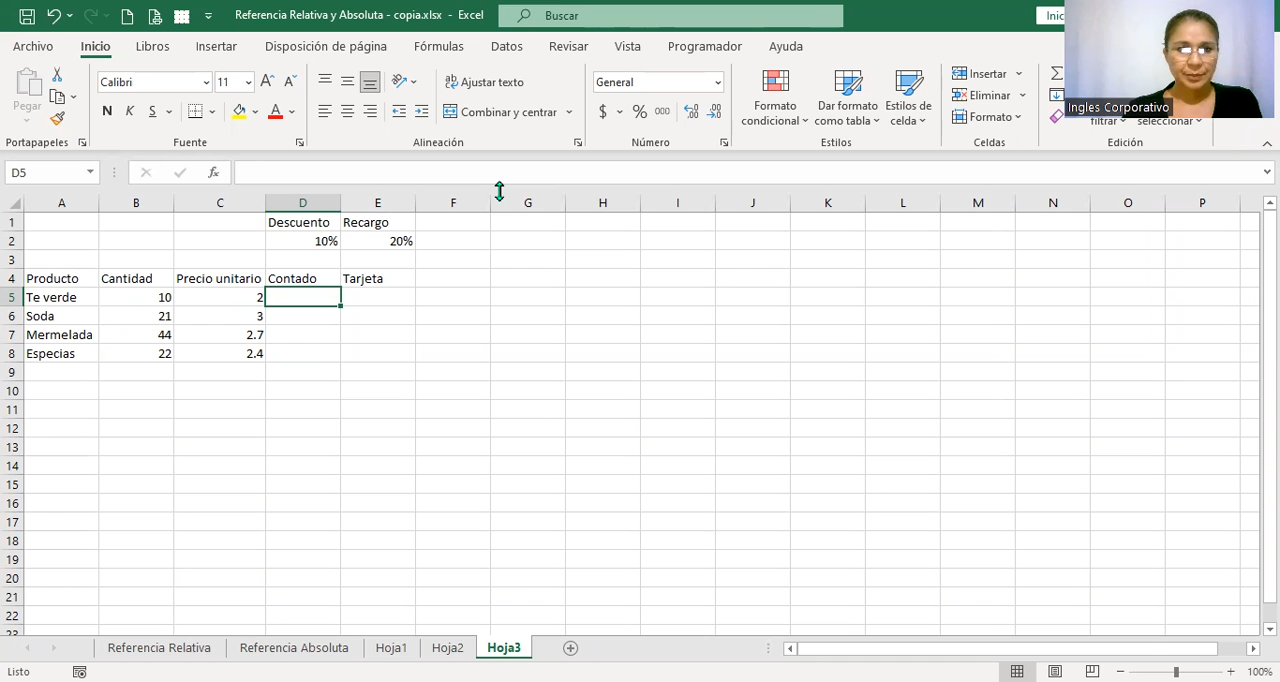 Referencia Relativa y Absoluta - copia.xlsx - Excel
Buscar
Inic
Archivo Inicio Libros Insertar Disposición de página Fórmulas Datos Revisar Vista Programador Ayuda
Pegar
Calibri 11
N K S
Ajustar texto
Combinar y centrar
General
$ % 000
Formato condicional
Dar formato como tabla
Estilos de celda
Insertar
Eliminar
Formato
Ingles Corporativo
filtrar
seleccionar
Portapapeles Fuente Alineación Número Estilos Celdas Edición
D5 fx
A B C D E F G H I J K L M N O P
1 Descuento Recargo
2 10% 20%
3
4 Producto Cantidad Precio unitario Contado Tarjeta
5 Te verde 10 2
6 Soda 21 3
7 Mermelada 44 2.7
8 Especias 22 2.4
9
10
11
12
13
14
15
16
17
18
19
20
21
22
23
Referencia Relativa Referencia Absoluta Hoja1 Hoja2 Hoja3
Listo 100%